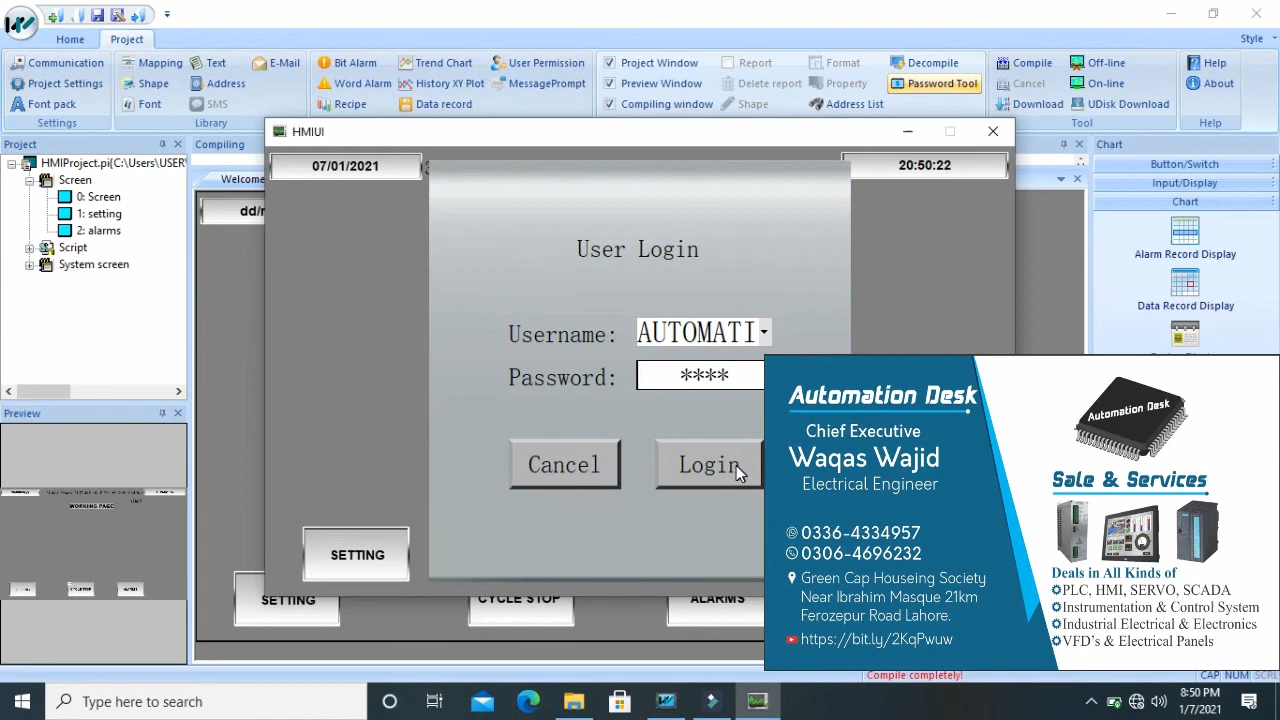 Style
Home
Project
Communication
Mapping
Text
E-Mail
Bit Alarm
Trend Chart
User Permission
Project Window
Report
Format
Decompile
Compile
Off-line
Help
Project Settings
Shape
Address
Word Alarm
History XY Plot
MessagePrompt
Preview Window
Delete report
Property
Password Tool
Cancel
On-line
About
Font pack
Font
SMS
Recipe
Data record
Compiling window
Shape
Address List
Download
UDisk Download
Settings
Library
Tool
Help
HMIUI
Project
Compiling
Chart
HMIProject.pi[C:\Users\USER\
Screen
0: Screen
1: setting
2: alarms
Script
System screen
Welcome
dd/m
07/01/2021
20:50:22
Button/Switch
Input/Display
Chart
Alarm Record Display
Data Record Display
User Login
Username: AUTOMATI
Password: ****
Cancel
Login
SETTING
SETTING
CYCLE STOP
ALARMS
Preview
WORKING PAGE
Automation Desk
Chief Executive
Waqas Wajid
Electrical Engineer
0336-4334957
0306-4696232
Green Cap Houseing Society
Near Ibrahim Masque 21km
Ferozepur Road Lahore.
https://bit.ly/2KqPwuw
Automation Desk
Sale & Services
Deals in All Kinds of
PLC, HMI, SERVO, SCADA
Instrumentation & Control System
Industrial Electrical & Electronics
VFD's & Electrical Panels
Compile completely!
CAP NUM SCRL
Type here to search
8:50 PM
1/7/2021